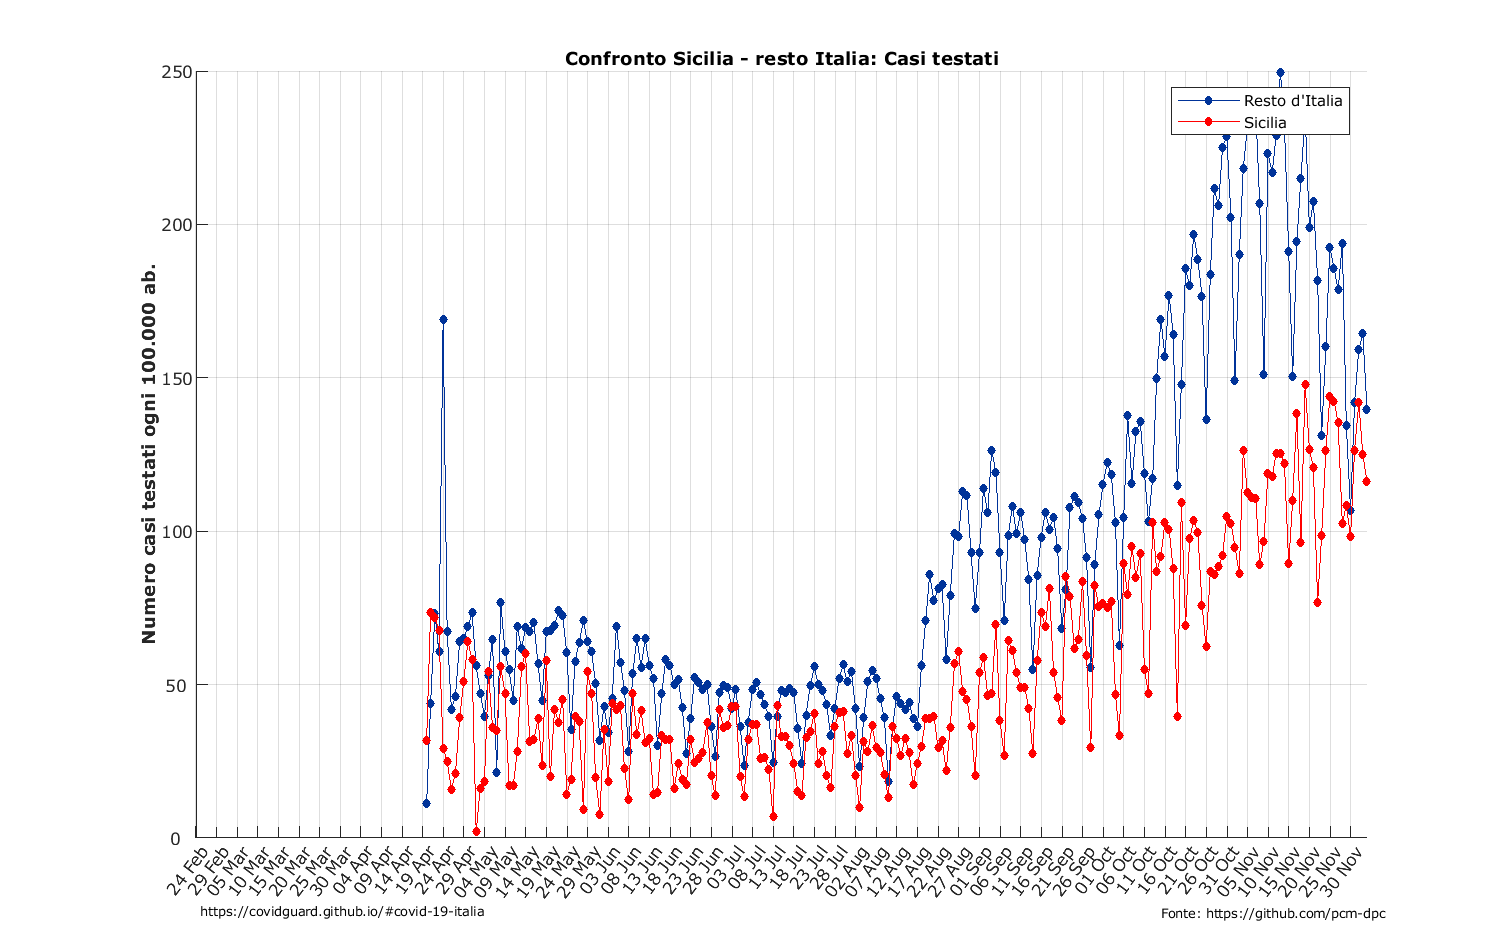 Confronto Sicilia - resto Italia: Casi testati
Numero casi testati ogni 100.000 ab.
250
200
150
100
50
0
Resto d'Italia
Sicilia
24 Feb
29 Feb
05 Mar
10 Mar
15 Mar
20 Mar
25 Mar
30 Mar
04 Apr
09 Apr
14 Apr
19 Apr
24 Apr
29 Apr
04 May
09 May
14 May
19 May
24 May
29 May
03 Jun
08 Jun
13 Jun
18 Jun
23 Jun
28 Jun
03 Jul
08 Jul
13 Jul
18 Jul
23 Jul
28 Jul
02 Aug
07 Aug
12 Aug
17 Aug
22 Aug
27 Aug
01 Sep
06 Sep
11 Sep
16 Sep
21 Sep
26 Sep
01 Oct
06 Oct
11 Oct
16 Oct
21 Oct
26 Oct
31 Oct
05 Nov
10 Nov
15 Nov
20 Nov
25 Nov
30 Nov
https://covidguard.github.io/#covid-19-italia
Fonte: https://github.com/pcm-dpc